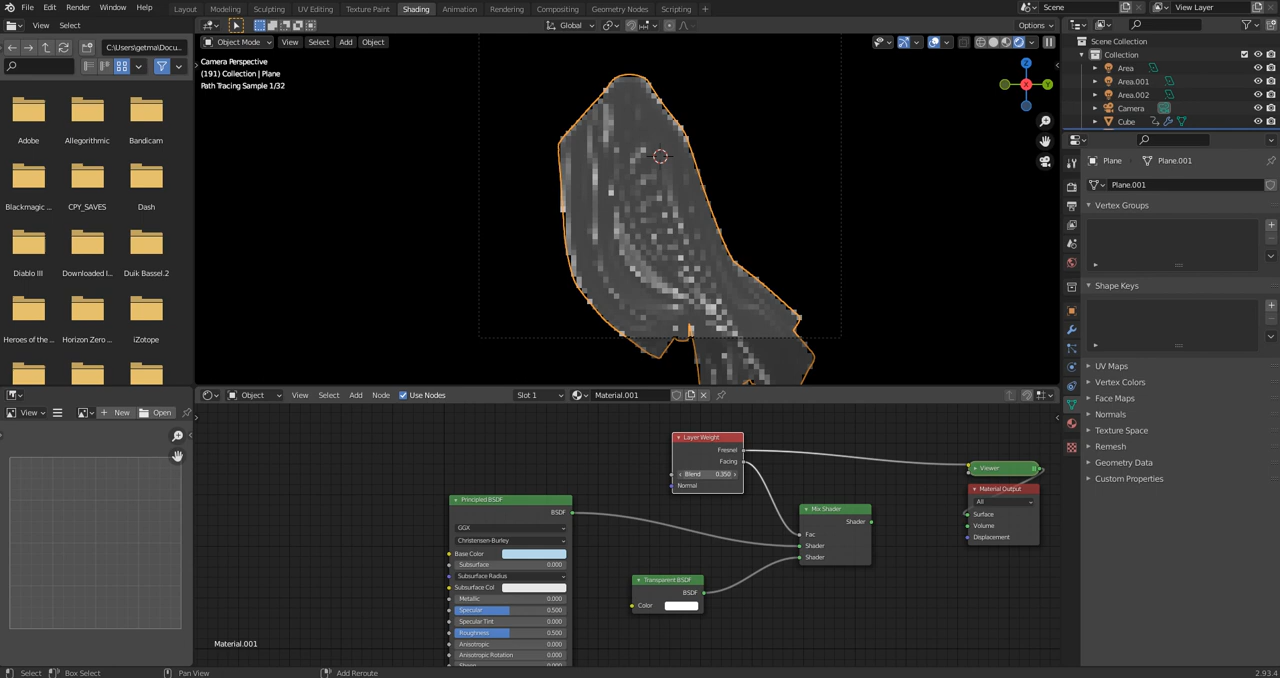 File Edit Render Window Help Layout Modeling Sculpting UV Editing Texture Paint Shading Animation Rendering Compositing Geometry Nodes Scripting + Scene View Layer
View Select Global Options
C:\Users\getma\Docu... Object Mode View Select Add Object
Camera Perspective
(191) Collection | Plane
Path Tracing Sample 1/32
Scene Collection
Collection
Area
Area.001
Area.002
Camera
Cube
Adobe Allegorithmic Bandicam
Blackmagic ... CPY_SAVES Dash
Diablo III Downloaded I... Duik Bassel.2
Heroes of the ... Horizon Zero ... iZotope
X
Y
Z
Plane Plane.001
Plane.001
Vertex Groups
Shape Keys
UV Maps
Vertex Colors
Face Maps
Normals
Texture Space
Remesh
Geometry Data
Custom Properties
View New Open
Object View Select Add Node Use Nodes Slot 1 Material.001
Layer Weight
Fresnel
Facing
Blend 0.350
Normal
Viewer
Material Output
All
Surface
Volume
Displacement
Mix Shader
Shader
Fac
Shader
Shader
Principled BSDF
BSDF
GGX
Christensen-Burley
Base Color
Subsurface 0.000
Subsurface Radius
Subsurface Col
Metallic 0.000
Specular 0.500
Specular Tint 0.000
Roughness 0.500
Anisotropic 0.000
Anisotropic Rotation 0.000
Transparent BSDF
BSDF
Color
Material.001
Select Box Select Pan View Add Reroute 2.93.4